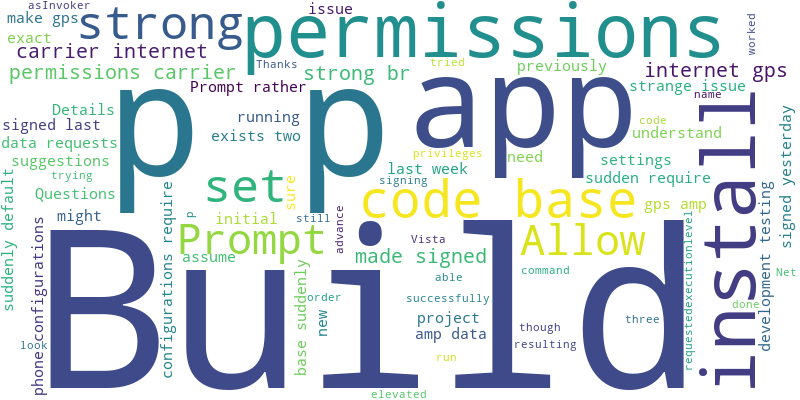 asInvoker
make gps
strong
permissions
issue
worked
exact
carrier internet
Thanks
tried
permissions carrier
strong br
previously
internet gps
Prompt rather
strange issue
name
Details
p p
app
install
signed last
running
code
data requests
exists two
understand
suggestions
privileges
need
signed yesterday
trying
last week
settings
Questions
set
signing
sudden require
sure
code base
gps amp
might
p
initial
still
suddenly default
phone configurations
configurations require
Prompt
advance
Vista
Allow
assume
made signed
development testing
base suddenly
able
command
Net
new
order
successfully
requestedexecutionlevel
Build
project
though
three
done
look
amp data
resulting
run
elevated